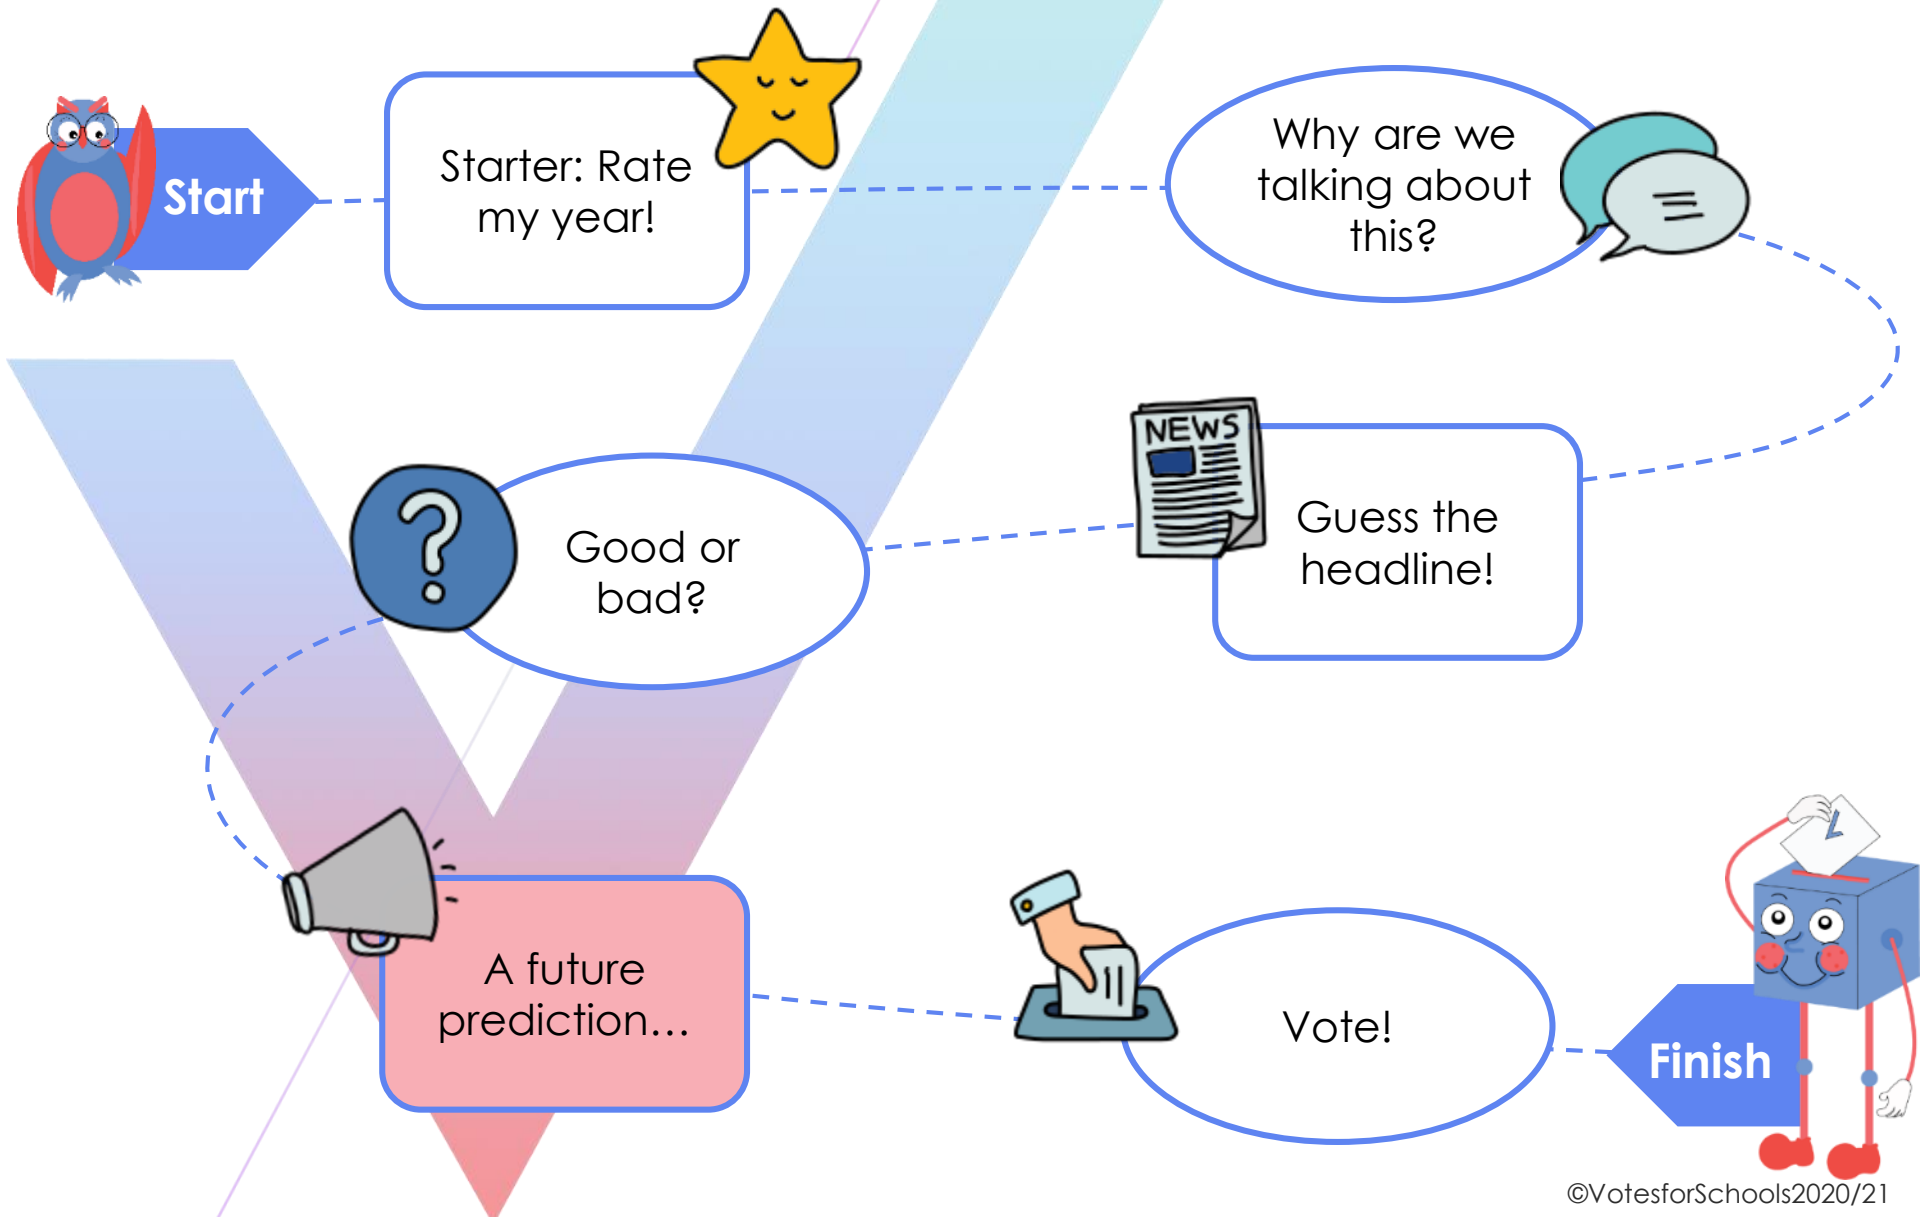 Start
Starter: Rate
my year!
Why are we
talking about
this?
NEWS
Guess the
headline!
Good or
bad?
A future
prediction...
Vote!
Finish
©VotesforSchools2020/21